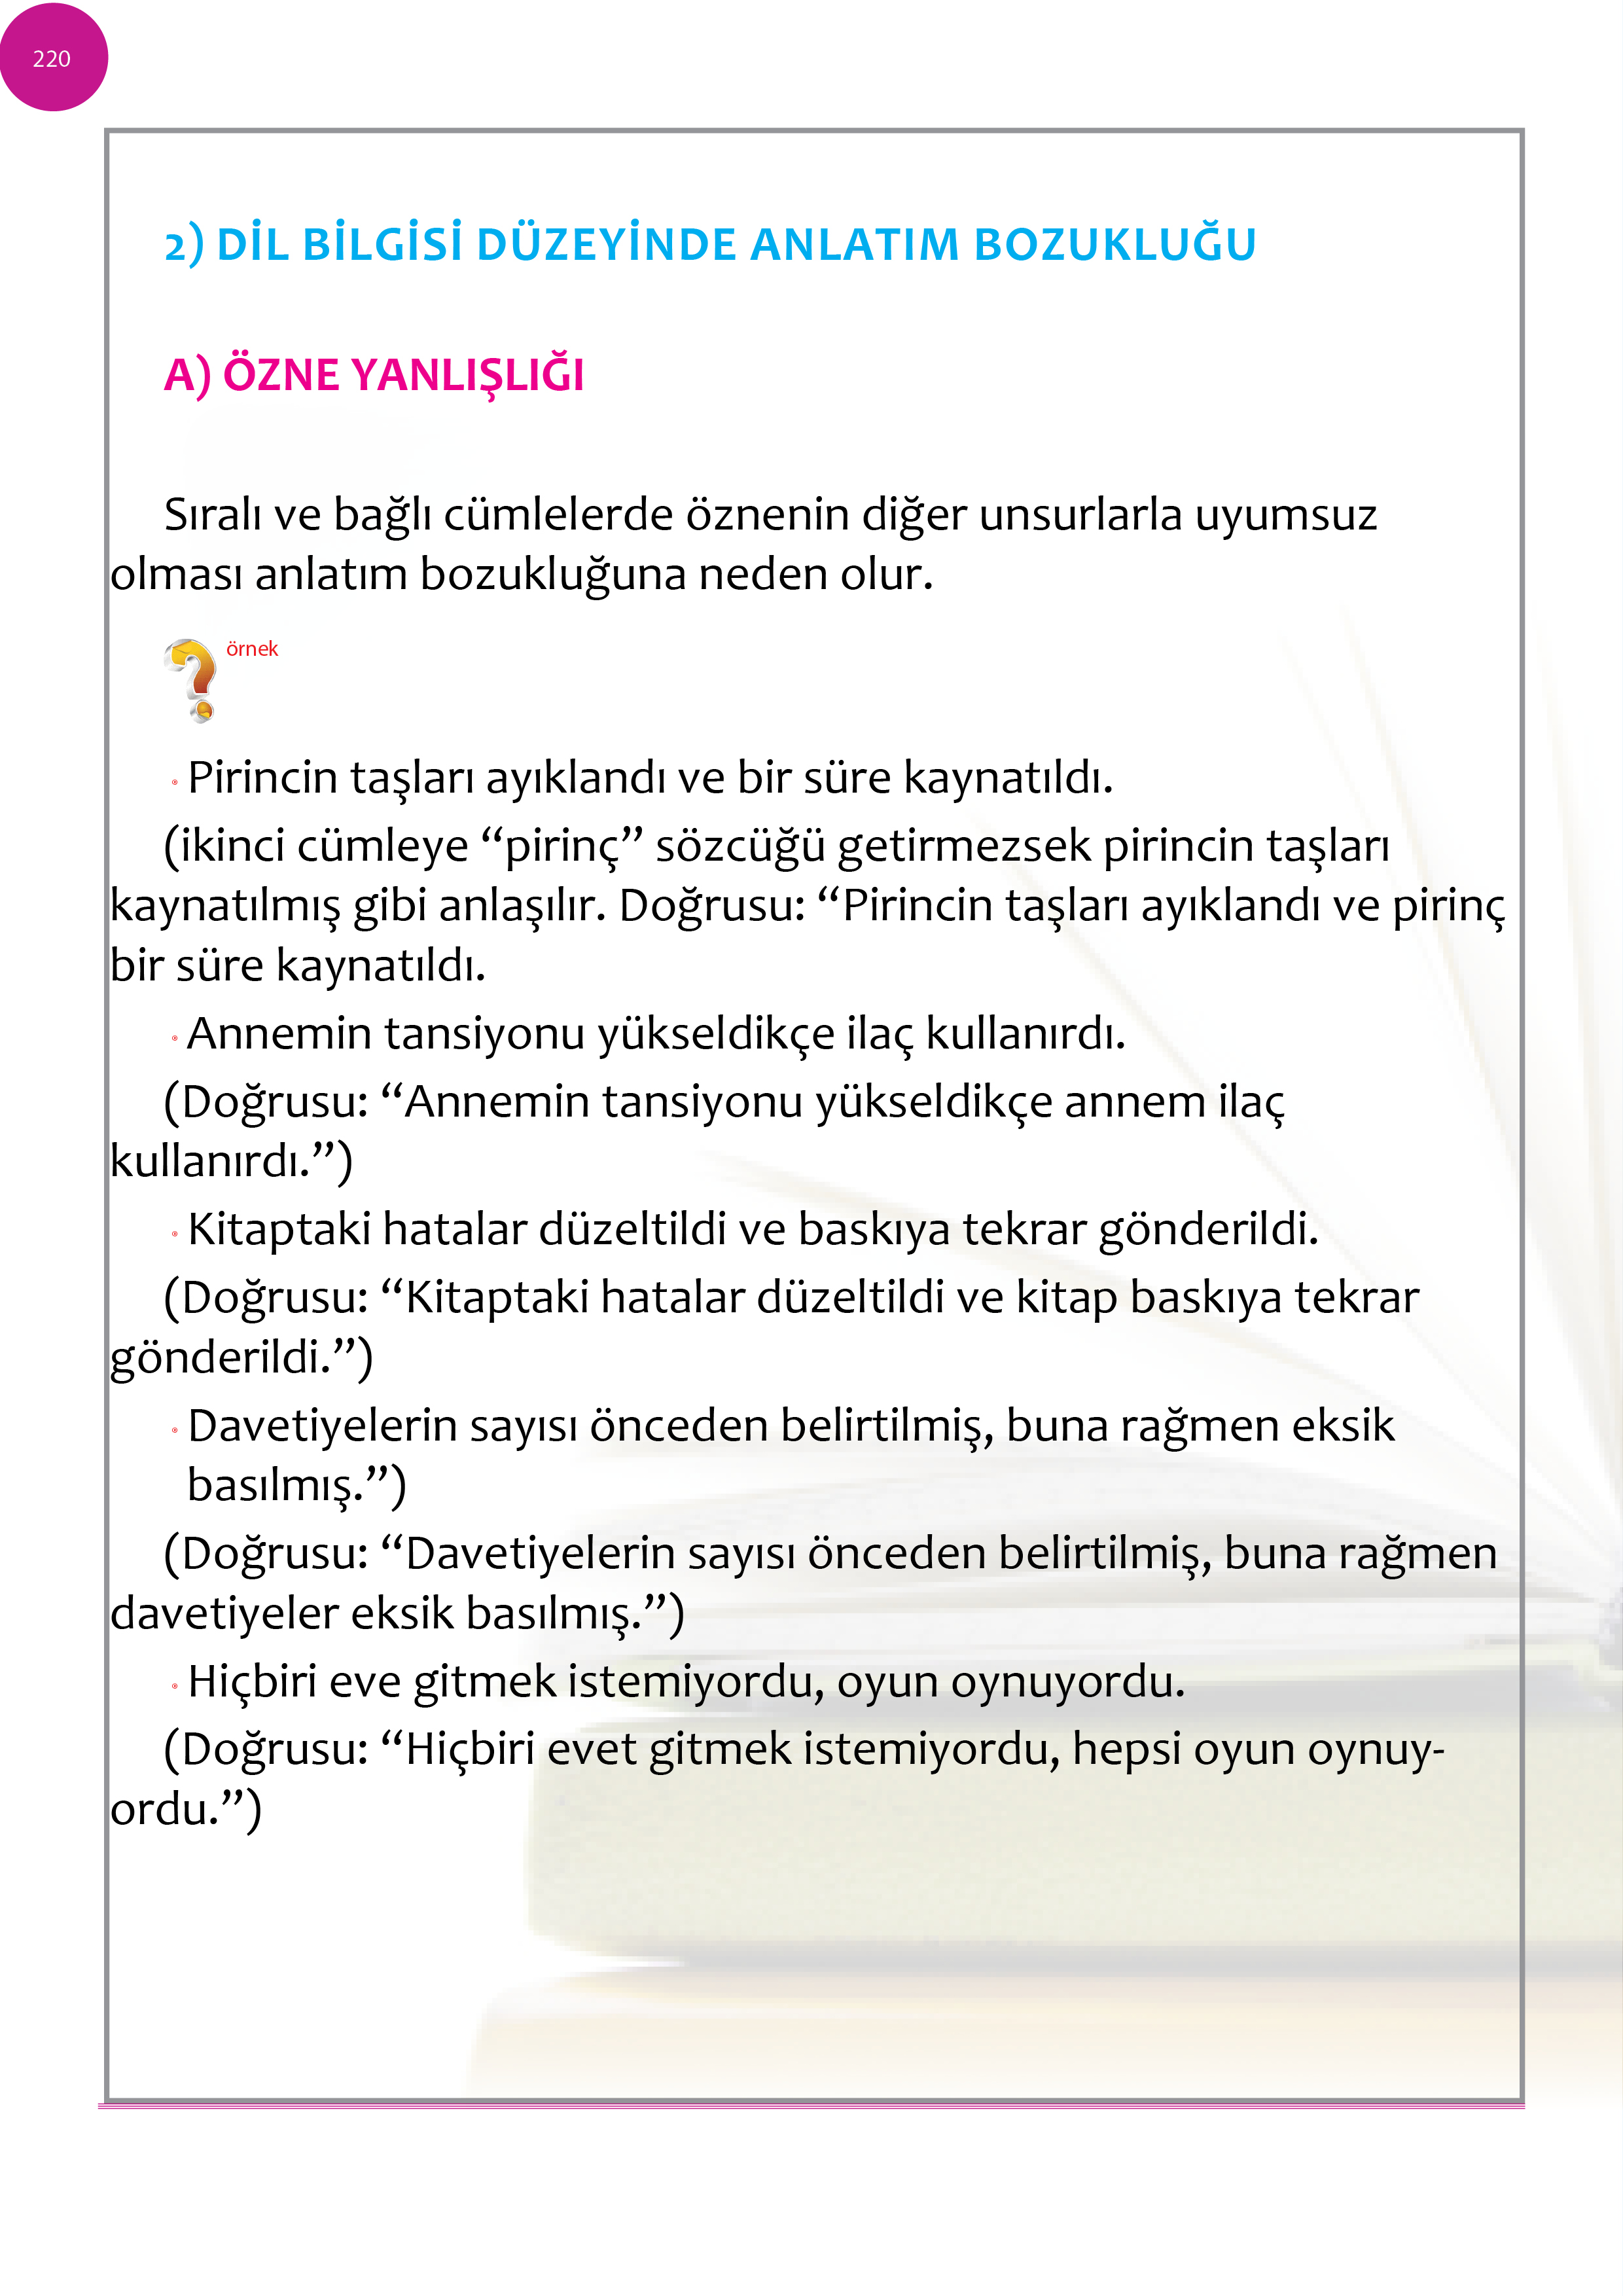 220
2) DİL BİLGİSİ DÜZEYİNDE ANLATIM BOZUKLUĞU
A) ÖZNE YANLIŞLIĞI
Sıralı ve bağlı cümlelerde öznenin diğer unsurlarla uyumsuz
olması anlatım bozukluğuna neden olur.
örnek
Pirincin taşları ayıklandı ve bir süre kaynatıldı.
(ikinci cümleye “pirinç” sözcüğü getirmezsek pirincin taşları
kaynatılmış gibi anlaşılır. Doğrusu: “Pirincin taşları ayıklandı ve pirinç
bir süre kaynatıldı.
Annemin tansiyonu yükseldikçe ilaç kullanırdı.
(Doğrusu: “Annemin tansiyonu yükseldikçe annem ilaç
kullanırdı.”)
Kitaptaki hatalar düzeltildi ve baskıya tekrar gönderildi.
(Doğrusu: “Kitaptaki hatalar düzeltildi ve kitap baskıya tekrar
gönderildi.”)
Davetiyelerin sayısı önceden belirtilmiş, buna rağmen eksik
basılmış.”)
(Doğrusu: “Davetiyelerin sayısı önceden belirtilmiş, buna rağmen
davetiyeler eksik basılmış.”)
Hiçbiri eve gitmek istemiyordu, oyun oynuyordu.
(Doğrusu: “Hiçbiri evet gitmek istemiyordu, hepsi oyun oynuy-
ordu.”)